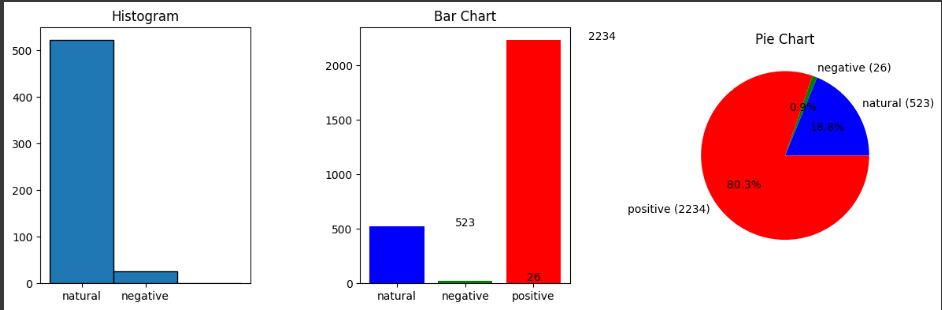 Histogram
500
400
300
200
100
0
natural
negative
Bar Chart
2000
1500
1000
500
0
2234
523
26
natural
negative
positive
Pie Chart
negative (26)
natural (523)
0.9%
18.8%
80.3%
positive (2234)